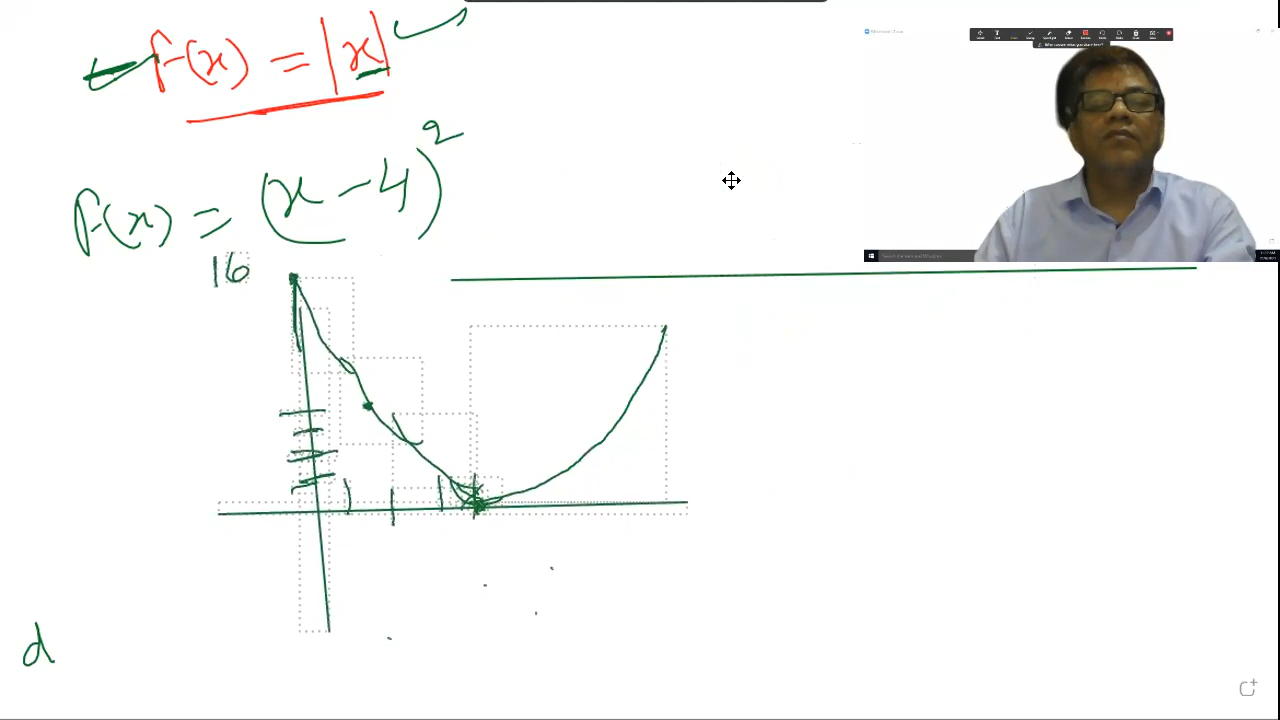 f(x) = |x|
f(x) = (x-4)²
16
d